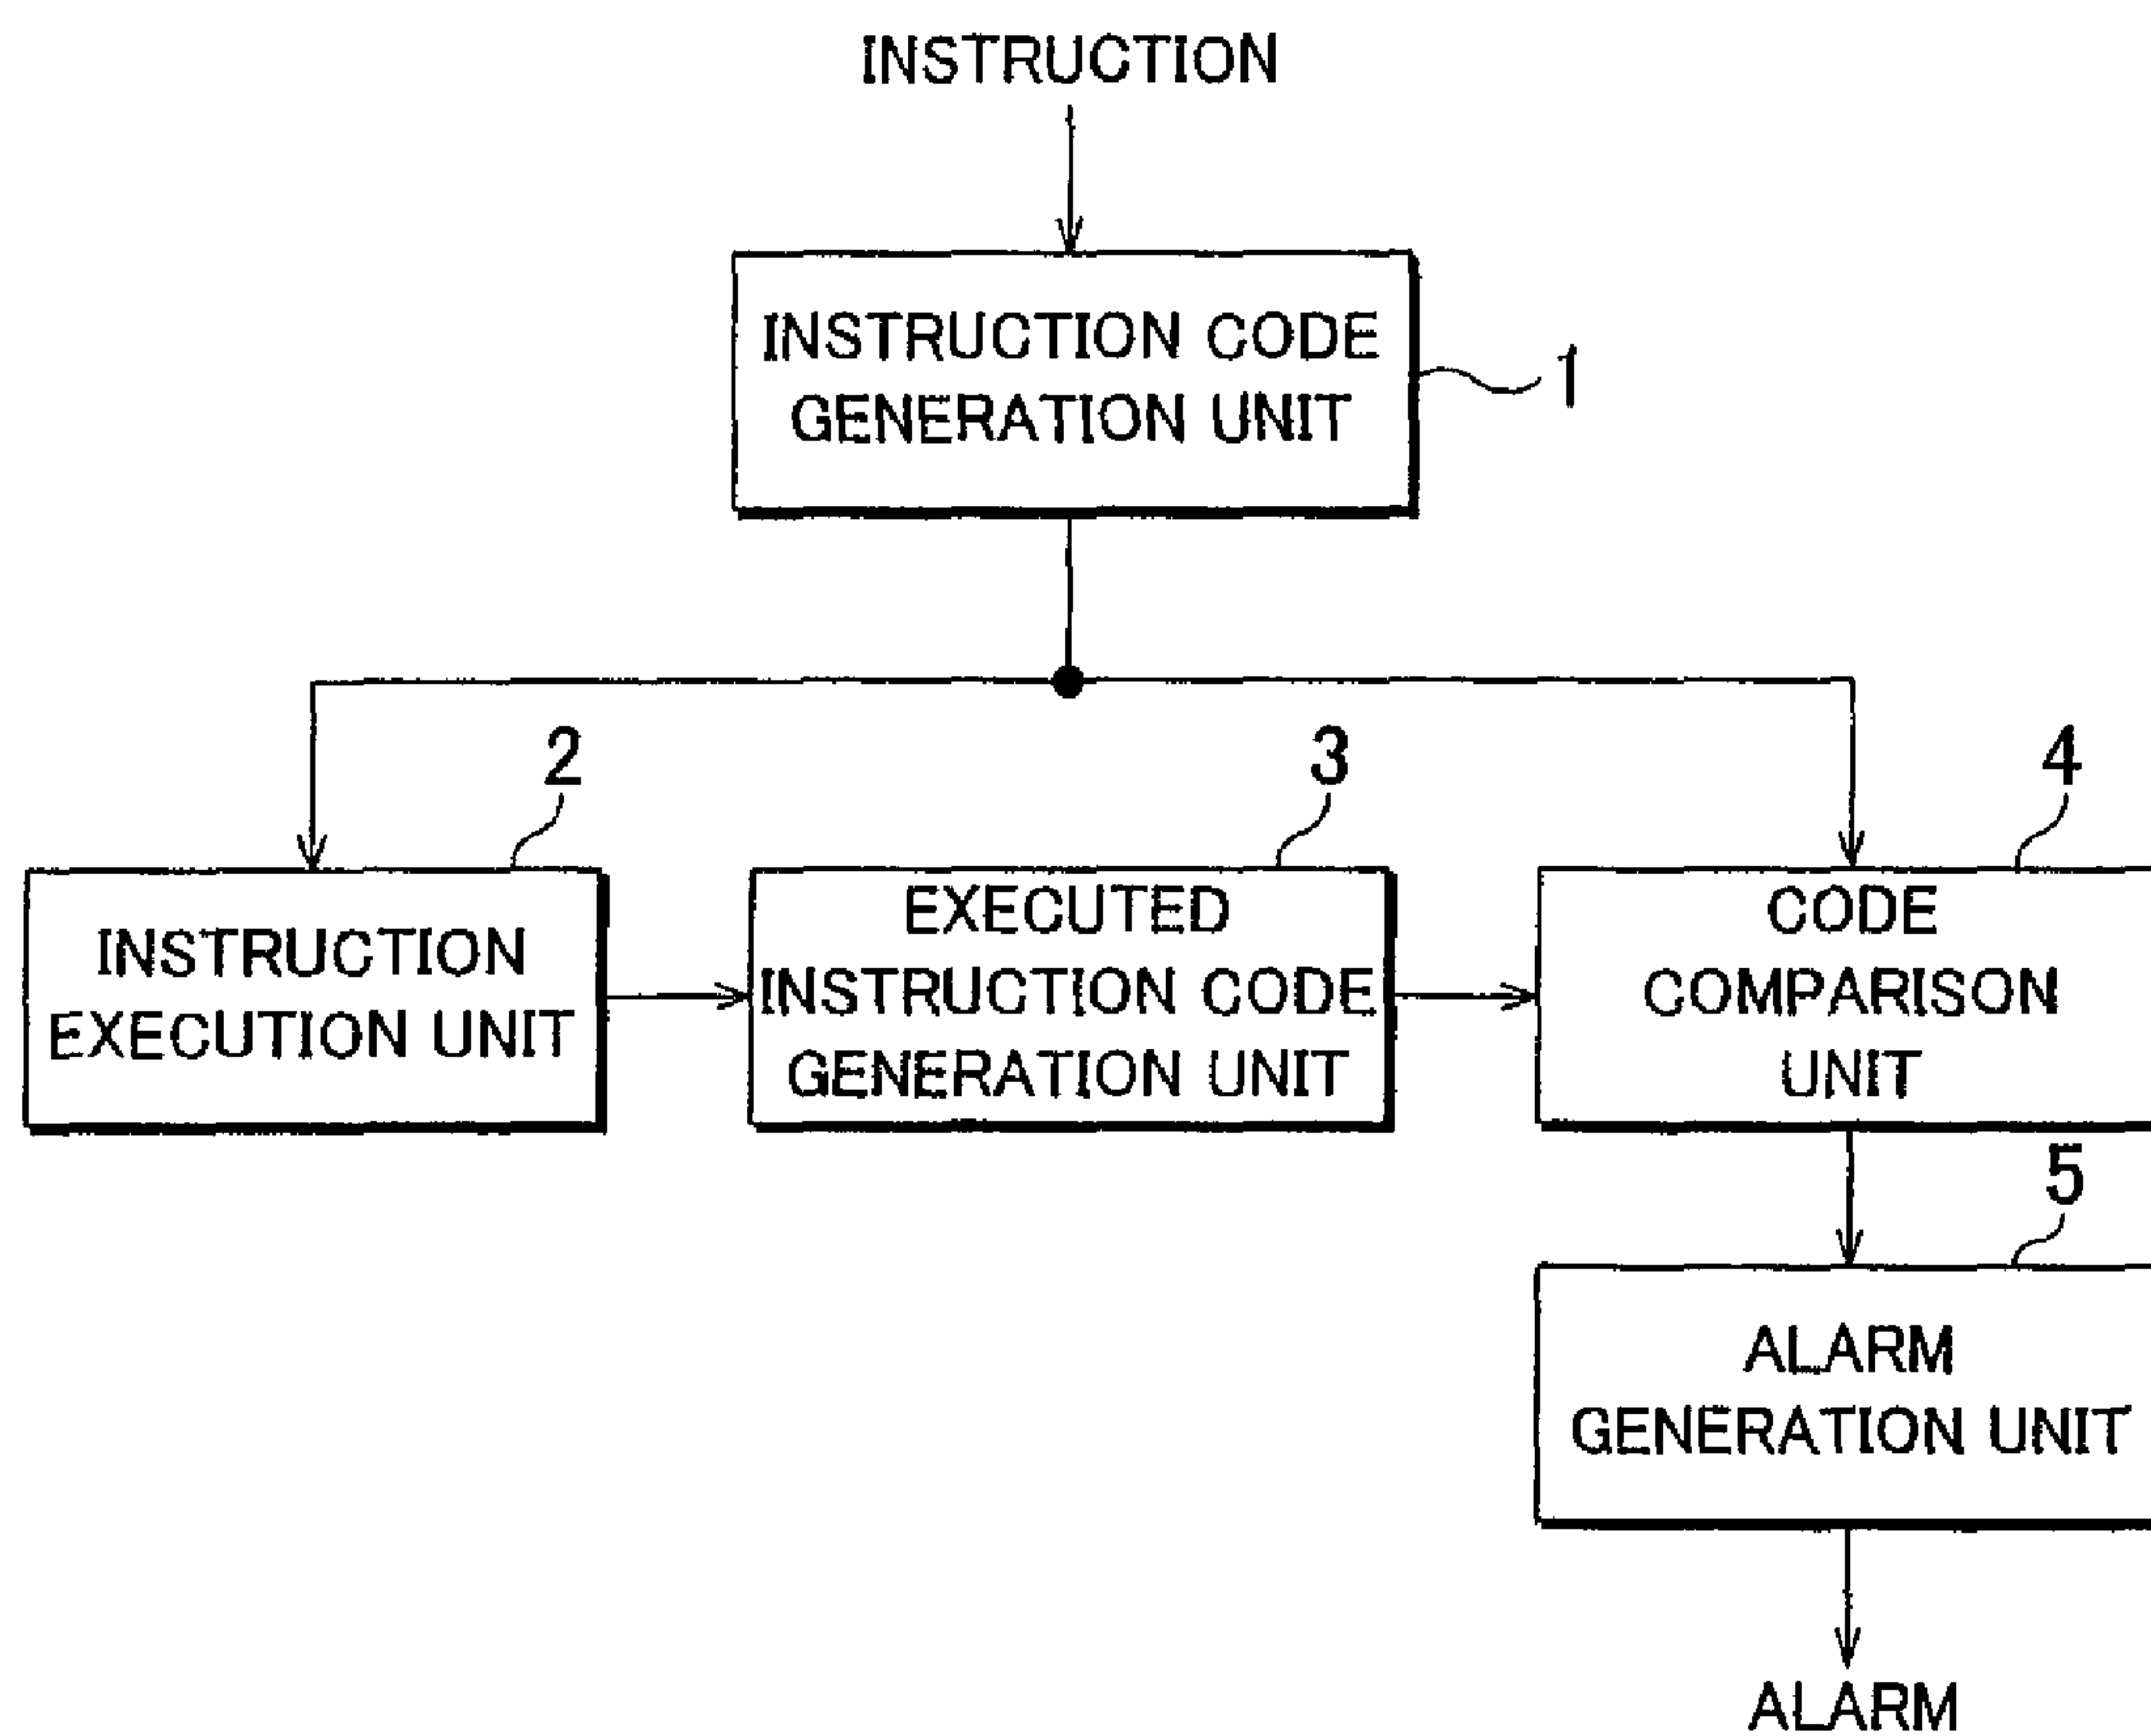 INSTRUCTION
INSTRUCTION CODE
GENERATION UNIT
1
2
3
4
INSTRUCTION
EXECUTION UNIT
EXECUTED
INSTRUCTION CODE
GENERATION UNIT
CODE
COMPARISON
UNIT
5
ALARM
GENERATION UNIT
ALARM